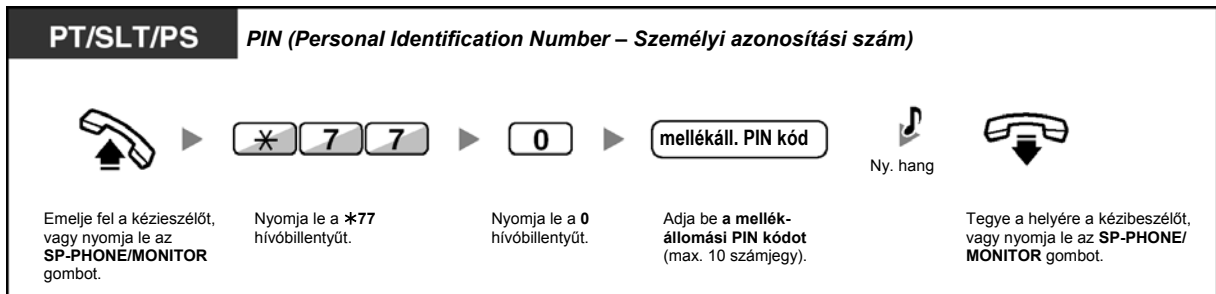 PT/SLT/PS PIN (Personal Identification Number – Személyi azonosítási szám)
✳ 7 7 0 mellékáll. PIN kód
Ny. hang
Emelje fel a kézieszélőt,
vagy nyomja le az
SP-PHONE/MONITOR
gombot.
Nyomja le a ✳77
hívóbillentyűt.
Nyomja le a 0
hívóbillentyűt.
Adja be a mellék-
állomási PIN kódot
(max. 10 számjegy).
Tegye a helyére a kézibeszélőt,
vagy nyomja le az SP-PHONE/
MONITOR gombot.